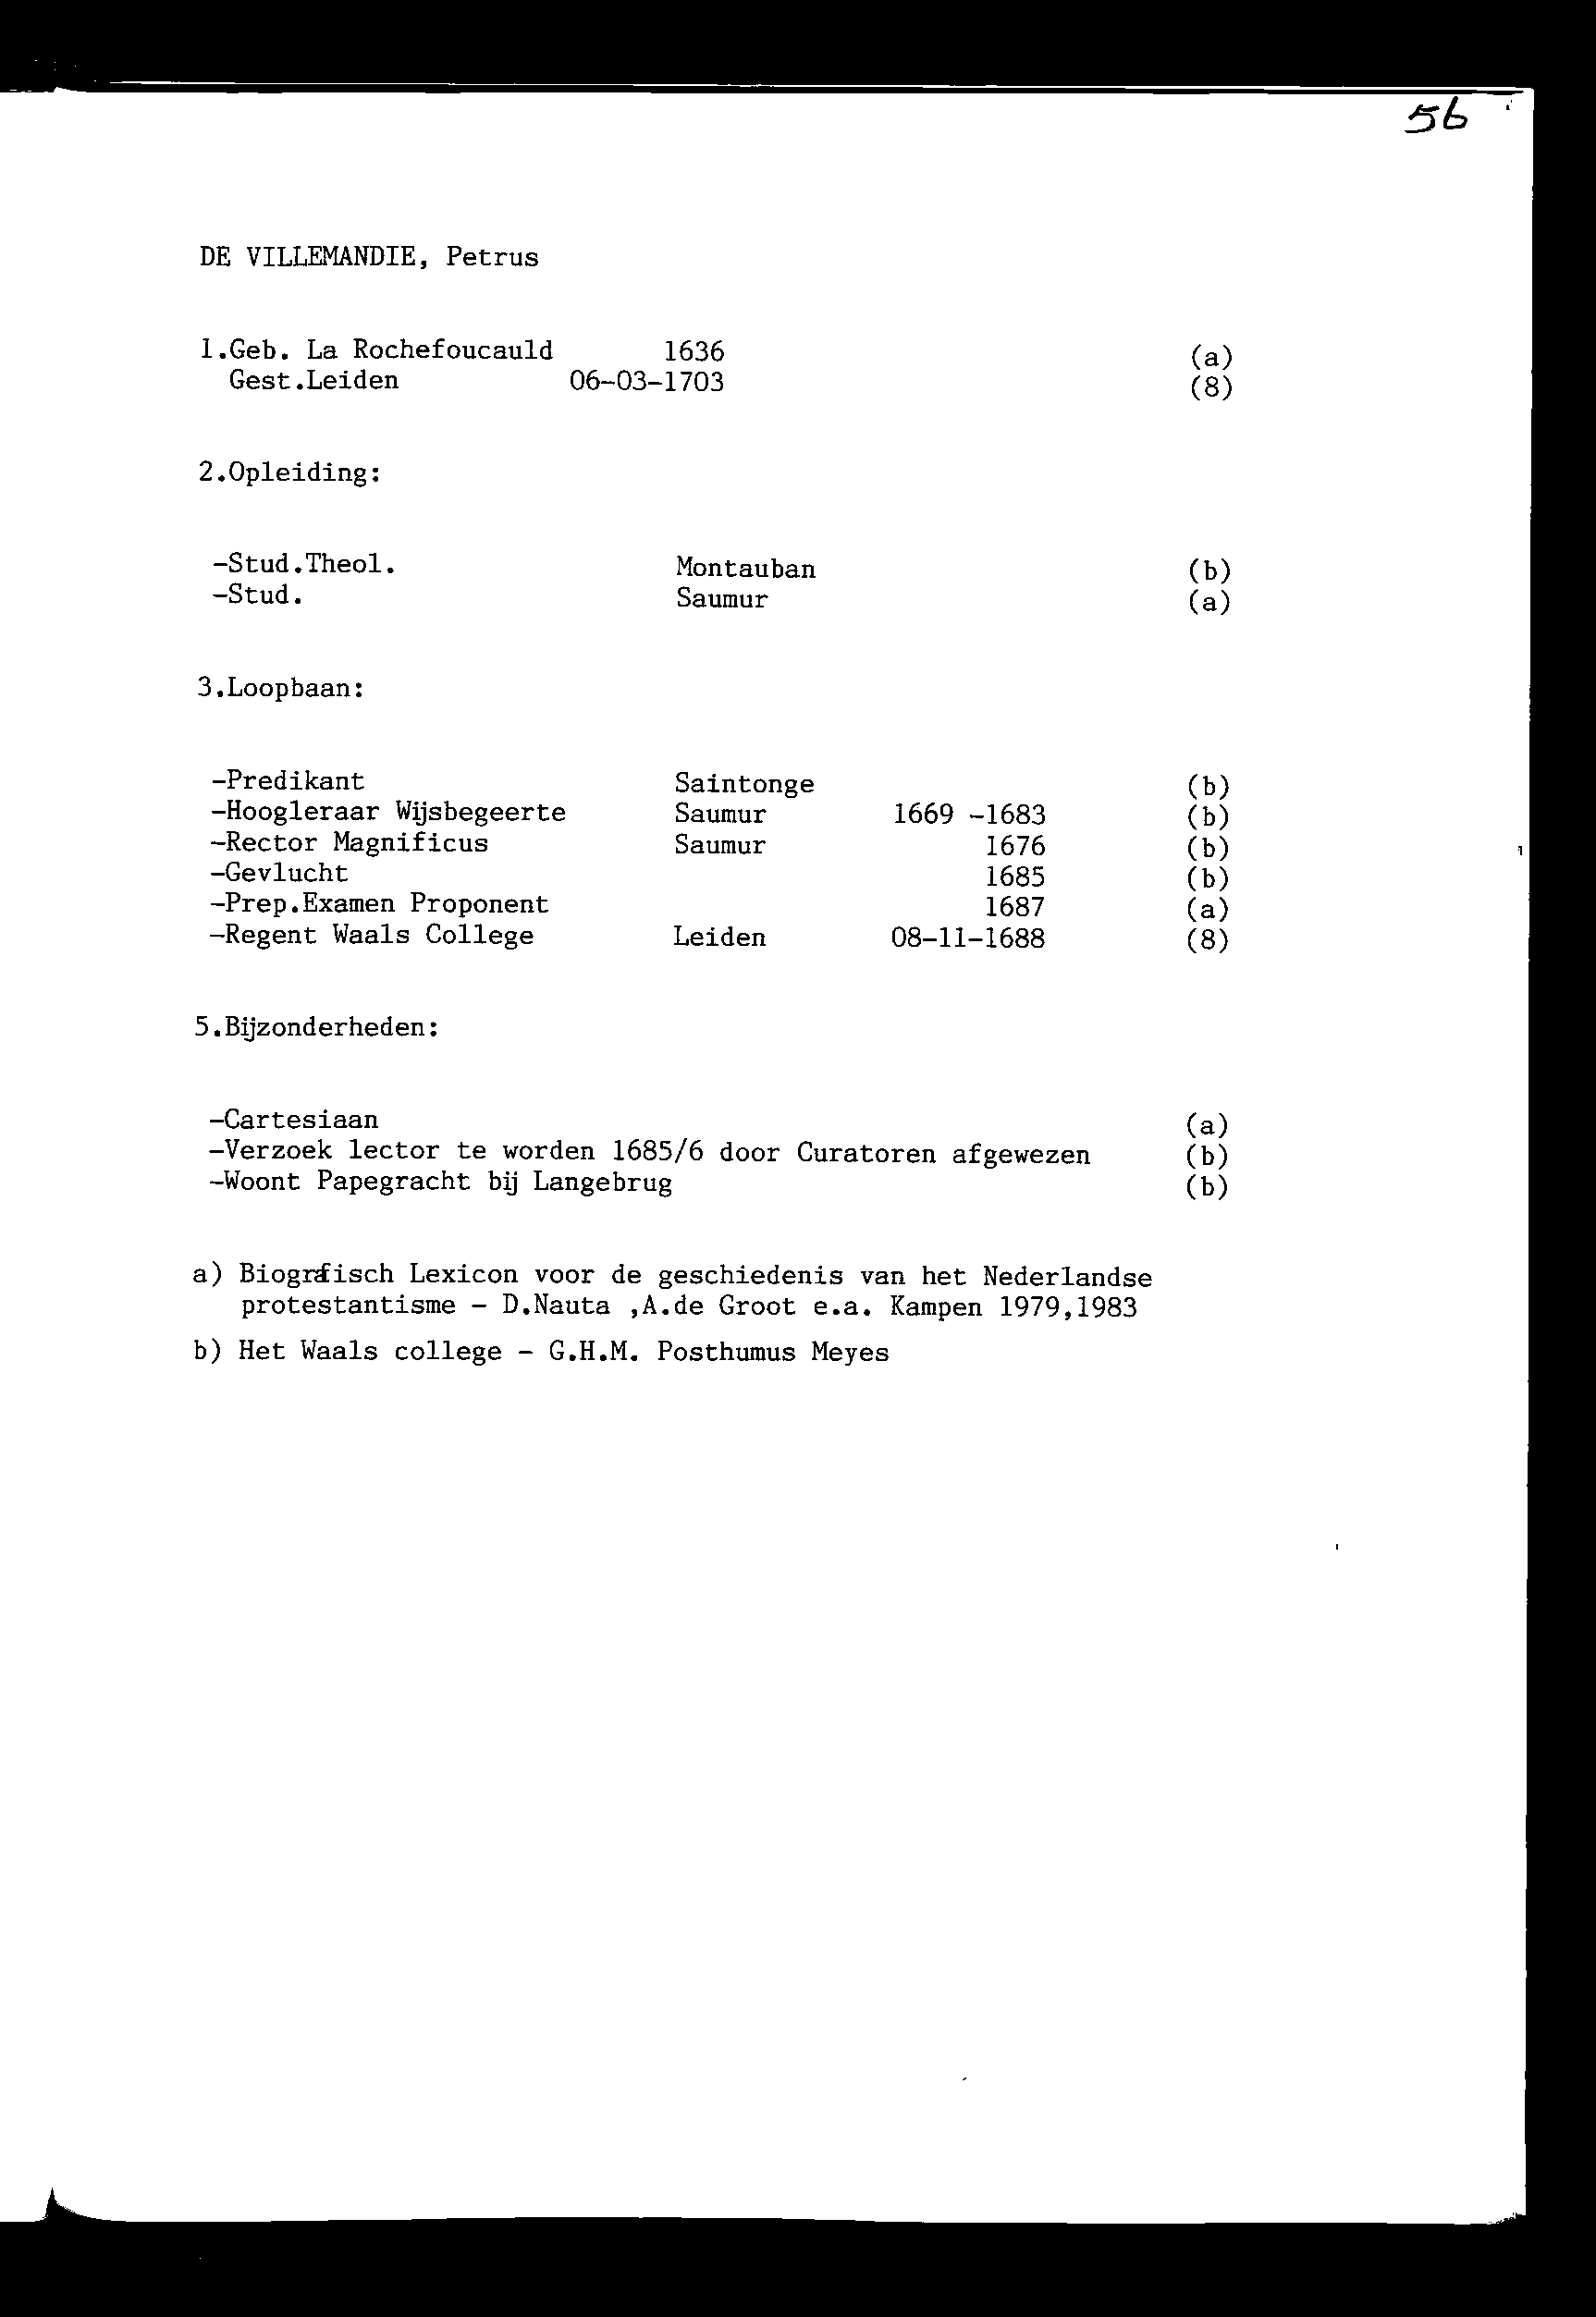 56
DE VILLEMANDIE, Petrus
1.Geb. La Rochefoucauld 1636 (a)
Gest.Leiden 06-03-1703 (8)
2.Opleiding:
-Stud.Theol. Montauban (b)
-Stud. Saumur (a)
3.Loopbaan:
-Predikant Saintonge (b)
-Hoogleraar Wijsbegeerte Saumur 1669 -1683 (b)
-Rector Magnificus Saumur 1676 (b)
-Gevlucht 1685 (b)
-Prep.Examen Proponent 1687 (a)
-Regent Waals College Leiden 08-11-1688 (8)
5.Bijzonderheden:
-Cartesiaan (a)
-Verzoek lector te worden 1685/6 door Curatoren afgewezen (b)
-Woont Papegracht bij Langebrug (b)
a) Biografisch Lexicon voor de geschiedenis van het Nederlandse
protestantisme - D.Nauta ,A.de Groot e.a. Kampen 1979,1983
b) Het Waals college - G.H.M. Posthumus Meyes